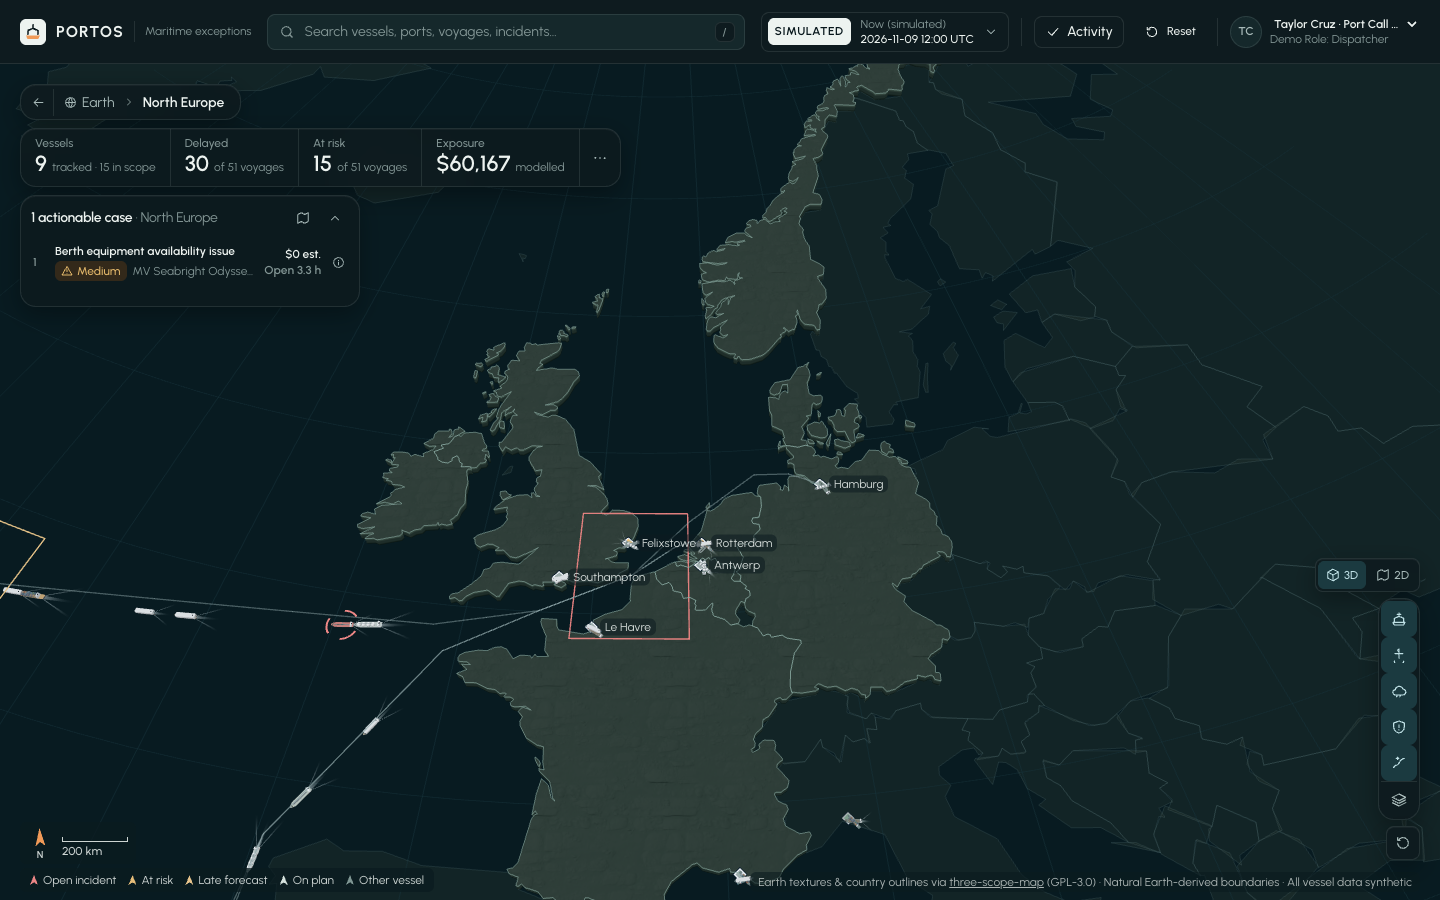 PORTOS
Maritime exceptions
Search vessels, ports, voyages, incidents...
/
SIMULATED
Now (simulated)
2026-11-09 12:00 UTC
Activity
Reset
TC
Taylor Cruz · Port Call ...
Demo Role: Dispatcher
Earth
North Europe
Vessels
9 tracked · 15 in scope
Delayed
30 of 51 voyages
At risk
15 of 51 voyages
Exposure
$60,167 modelled
...
1 actionable case · North Europe
1
Berth equipment availability issue
$0 est.
Medium
MV Seabright Odysse...
Open 3.3 h
Hamburg
Felixstowe
Rotterdam
Antwerp
Southampton
Le Havre
3D
2D
N
200 km
Open incident
At risk
Late forecast
On plan
Other vessel
Earth textures & country outlines via three-scope-map (GPL-3.0) · Natural Earth-derived boundaries · All vessel data synthetic